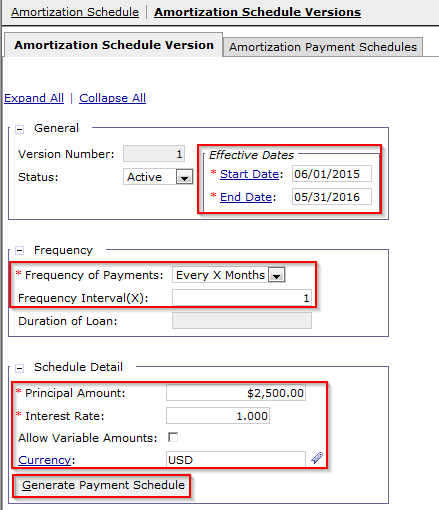 Amortization Schedule | Amortization Schedule Versions
Amortization Schedule Version Amortization Payment Schedules
Expand All | Collapse All
General
Version Number: 1
Status: Active
Effective Dates
* Start Date: 06/01/2015
* End Date: 05/31/2016
Frequency
* Frequency of Payments: Every X Months
Frequency Interval(X): 1
Duration of Loan:
Schedule Detail
* Principal Amount: $2,500.00
* Interest Rate: 1.000
Allow Variable Amounts:
Currency: USD
Generate Payment Schedule